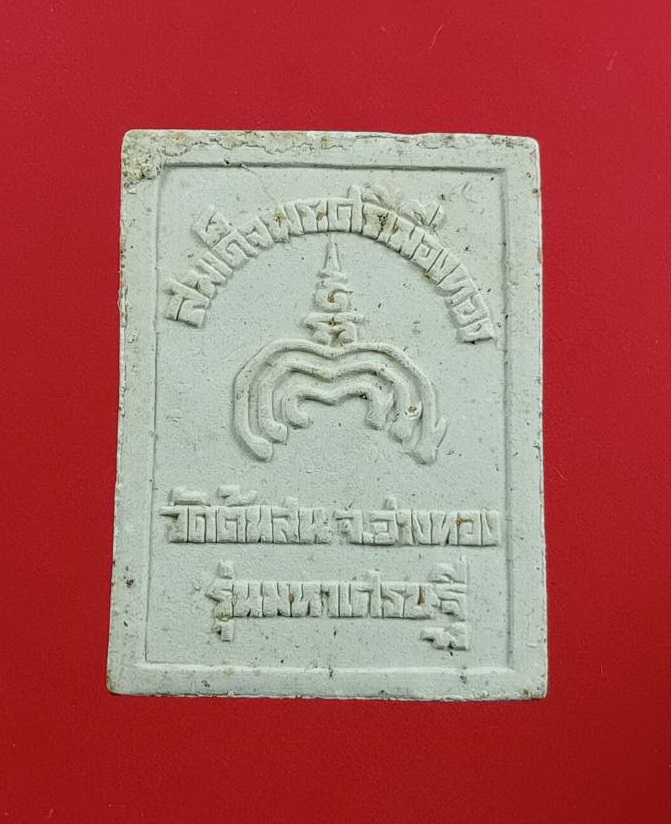 สมเด็จพุทธศรีเมืองทอง
วัดต้นสน จ.อ่างทอง
รุ่นมหาเศรษฐี